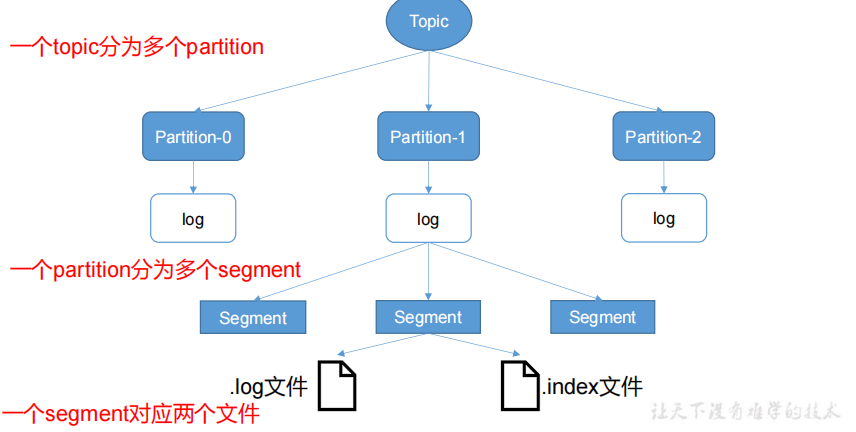 Topic
一个topic分为多个partition
Partition-0
Partition-1
Partition-2
log
log
log
一个partition分为多个segment
Segment
Segment
Segment
.log文件
.index文件
一个segment对应两个文件
让天下没有难学的技术